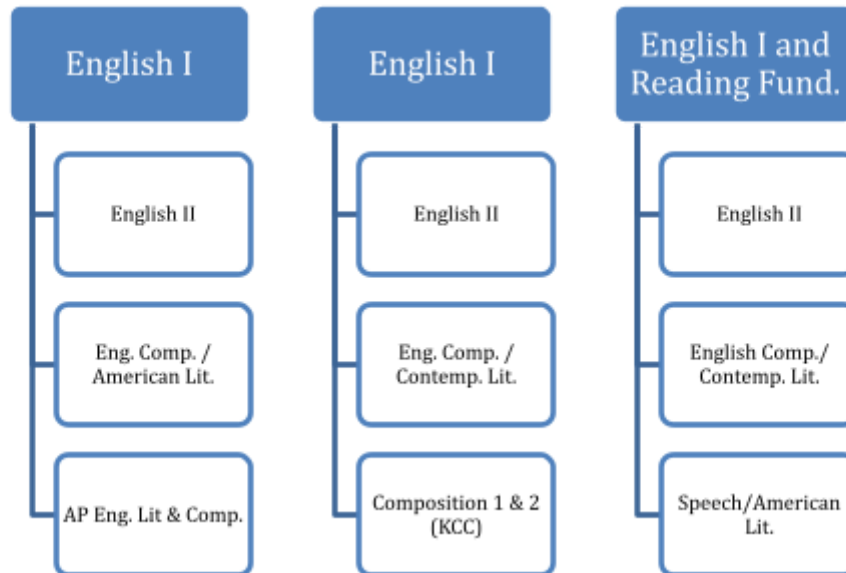 English I
English II
Eng. Comp. /
American Lit.
AP Eng. Lit & Comp.
English I
English II
Eng. Comp. /
Contemp. Lit.
Composition 1 & 2
(KCC)
English I and
Reading Fund.
English II
English Comp./
Contemp. Lit.
Speech/American
Lit.